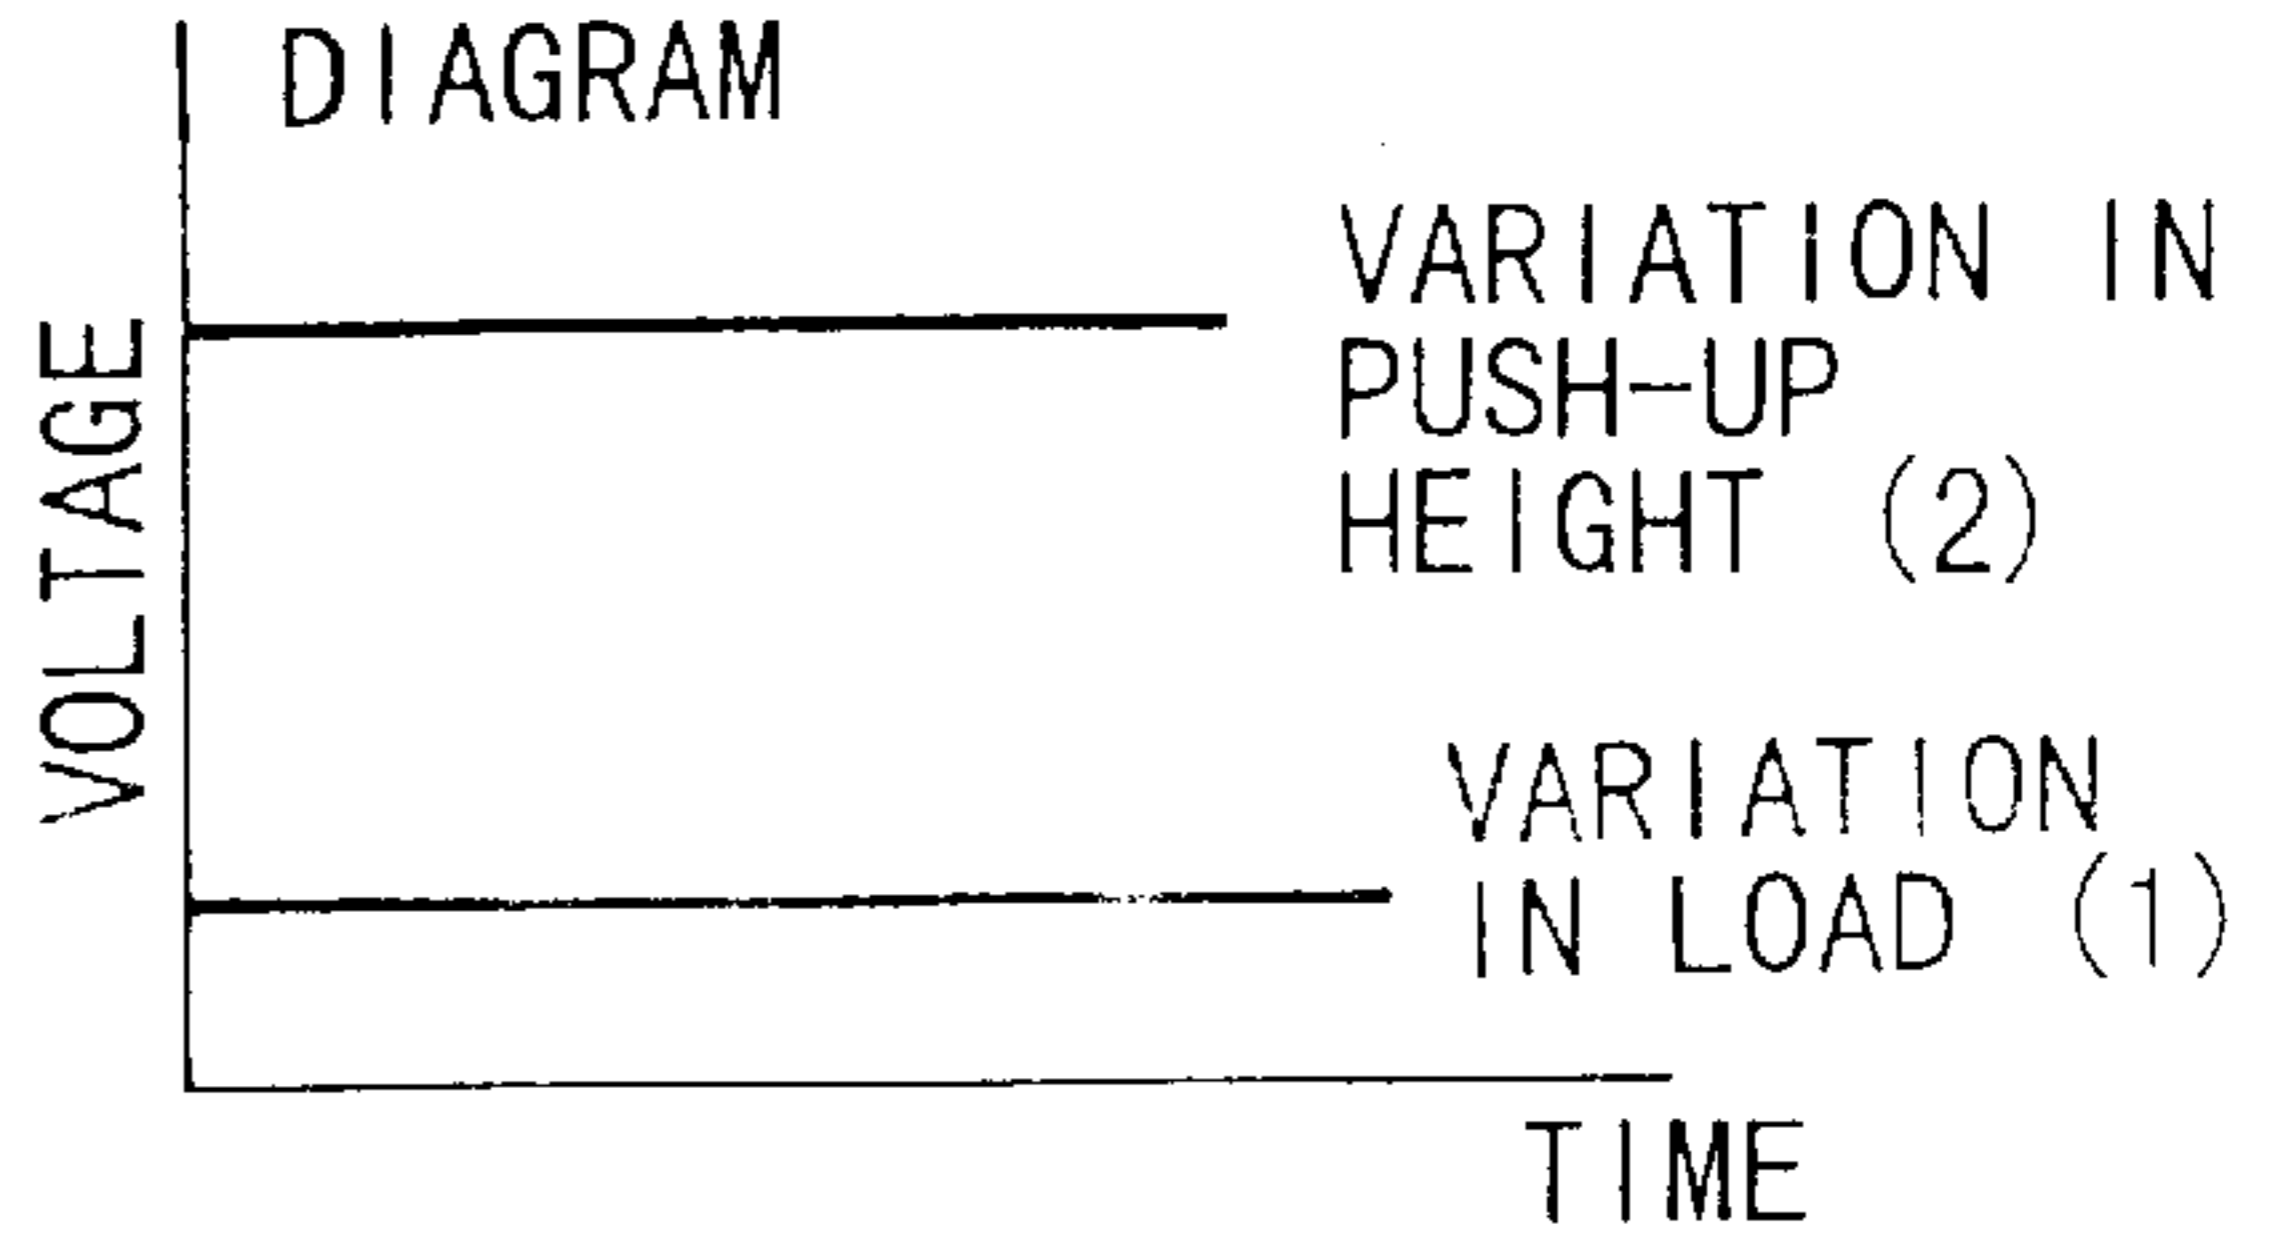 DIAGRAM
VOLTAGE
VARIATION IN
PUSH-UP
HEIGHT (2)
VARIATION
IN LOAD (1)
TIME